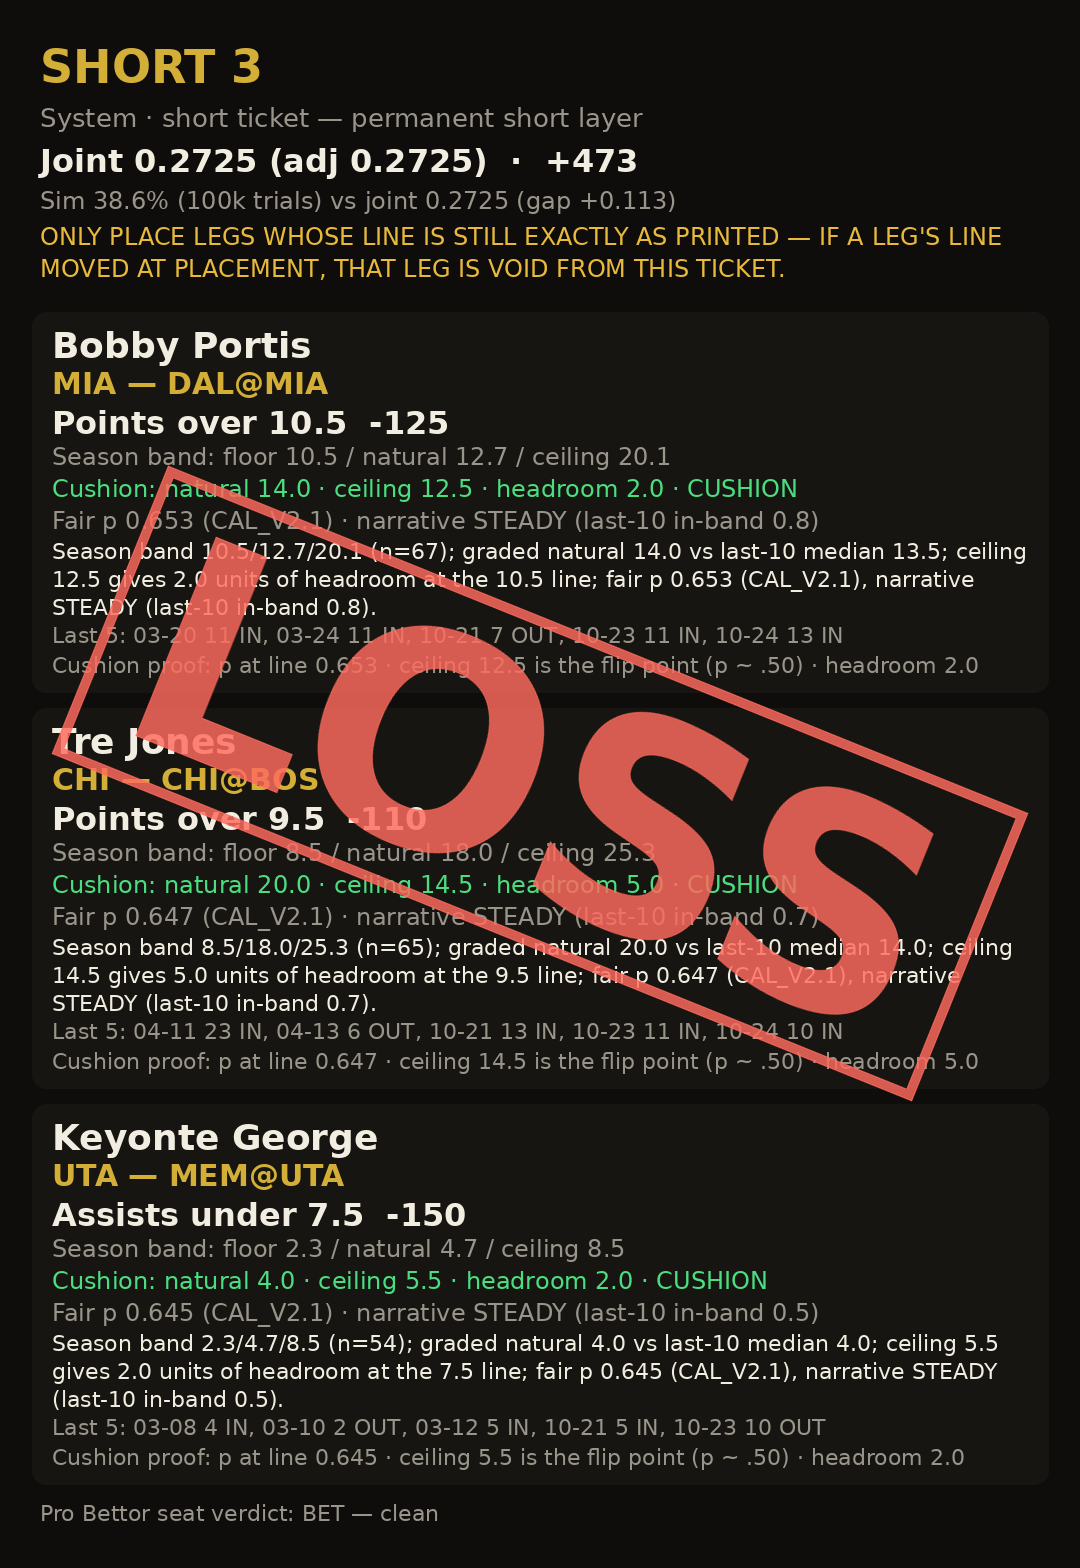 SHORT 3
System · short ticket — permanent short layer
Joint 0.2725 (adj 0.2725)  ·  +473
Sim 38.6% (100k trials) vs joint 0.2725 (gap +0.113)
ONLY PLACE LEGS WHOSE LINE IS STILL EXACTLY AS PRINTED — IF A LEG'S LINE
MOVED AT PLACEMENT, THAT LEG IS VOID FROM THIS TICKET.
Bobby Portis
MIA — DAL@MIA
Points over 10.5  -125
Season band: floor 10.5 / natural 12.7 / ceiling 20.1
Cushion: natural 14.0 · ceiling 12.5 · headroom 2.0 · CUSHION
Fair p 0.653 (CAL_V2.1) · narrative STEADY (last-10 in-band 0.8)
Season band 10.5/12.7/20.1 (n=67); graded natural 14.0 vs last-10 median 13.5; ceiling
12.5 gives 2.0 units of headroom at the 10.5 line; fair p 0.653 (CAL_V2.1), narrative
STEADY (last-10 in-band 0.8).
Last 5: 03-20 11 IN, 03-24 11 IN, 10-21 7 OUT, 10-23 11 IN, 10-24 13 IN
Cushion proof: p at line 0.653 · ceiling 12.5 is the flip point (p ~ .50) · headroom 2.0
LOSS
Tre Jones
CHI — CHI@BOS
Points over 9.5  -110
Season band: floor 8.5 / natural 18.0 / ceiling 25.3
Cushion: natural 20.0 · ceiling 14.5 · headroom 5.0 · CUSHION
Fair p 0.647 (CAL_V2.1) · narrative STEADY (last-10 in-band 0.7)
Season band 8.5/18.0/25.3 (n=65); graded natural 20.0 vs last-10 median 14.0; ceiling
14.5 gives 5.0 units of headroom at the 9.5 line; fair p 0.647 (CAL_V2.1), narrative
STEADY (last-10 in-band 0.7).
Last 5: 04-11 23 IN, 04-13 6 OUT, 10-21 13 IN, 10-23 11 IN, 10-24 10 IN
Cushion proof: p at line 0.647 · ceiling 14.5 is the flip point (p ~ .50) · headroom 5.0
Keyonte George
UTA — MEM@UTA
Assists under 7.5  -150
Season band: floor 2.3 / natural 4.7 / ceiling 8.5
Cushion: natural 4.0 · ceiling 5.5 · headroom 2.0 · CUSHION
Fair p 0.645 (CAL_V2.1) · narrative STEADY (last-10 in-band 0.5)
Season band 2.3/4.7/8.5 (n=54); graded natural 4.0 vs last-10 median 4.0; ceiling 5.5
gives 2.0 units of headroom at the 7.5 line; fair p 0.645 (CAL_V2.1), narrative STEADY
(last-10 in-band 0.5).
Last 5: 03-08 4 IN, 03-10 2 OUT, 03-12 5 IN, 10-21 5 IN, 10-23 10 OUT
Cushion proof: p at line 0.645 · ceiling 5.5 is the flip point (p ~ .50) · headroom 2.0
Pro Bettor seat verdict: BET — clean